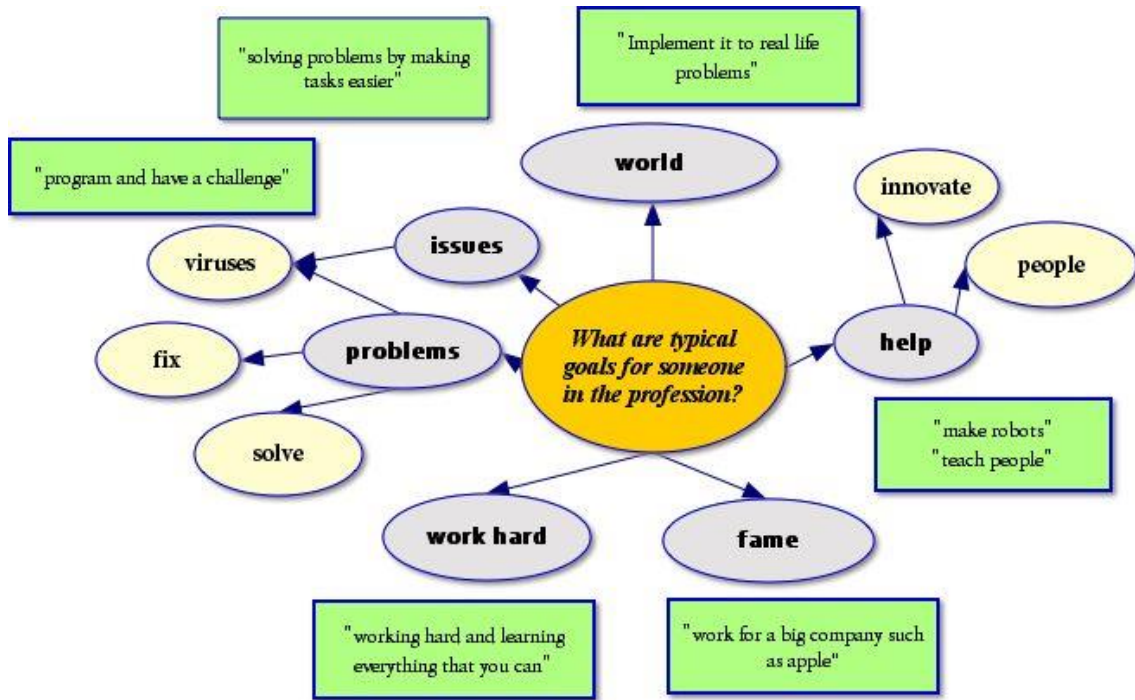 "solving problems by making
tasks easier"
"Implement it to real life
problems"
"program and have a challenge"
world
innovate
issues
viruses
people
What are typical
goals for someone
in the profession?
help
problems
fix
solve
"make robots"
"teach people"
work hard
fame
"working hard and learning
everything that you can"
"work for a big company such
as apple"